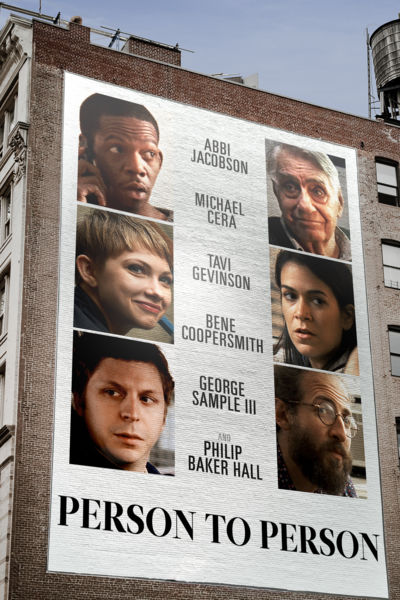 ABBI
JACOBSON
MICHAEL
CERA
TAVI
GEVINSON
BENE
COOPERSMITH
GEORGE
SAMPLE III
AND
PHILIP
BAKER HALL
PERSON TO PERSON